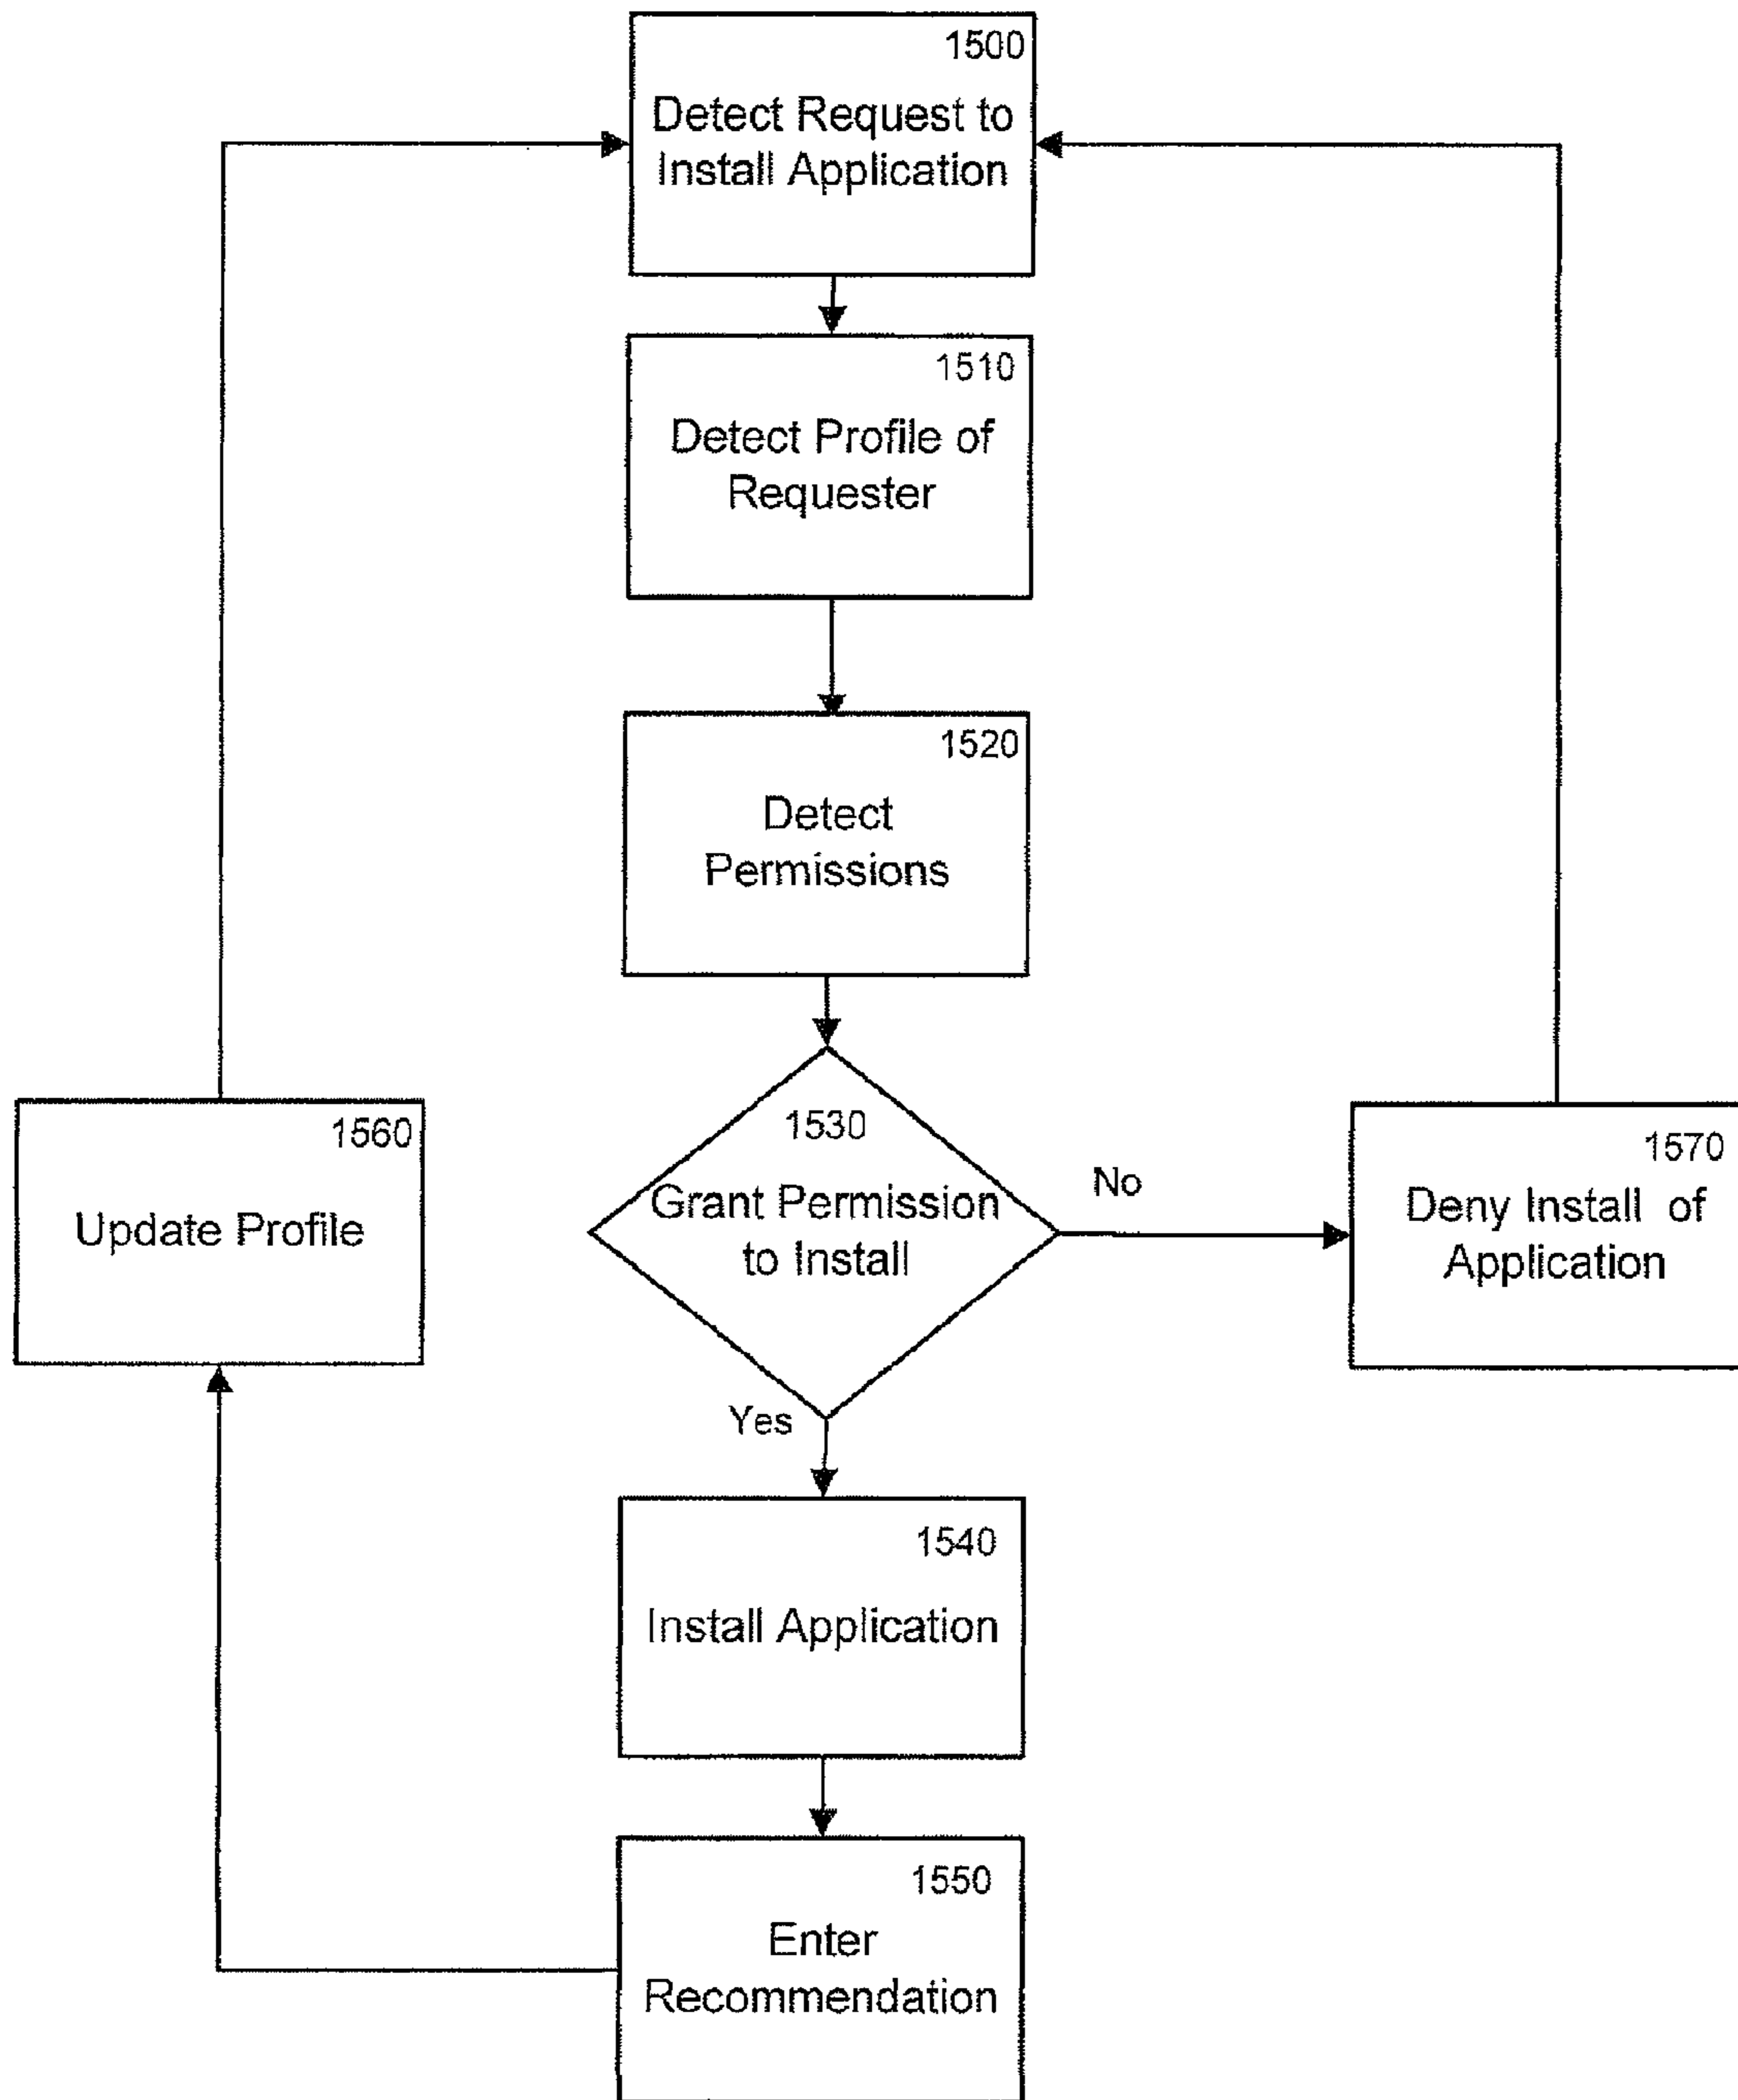 1500
Detect Request to
Install Application
1510
Detect Profile of
Requester
1520
Detect
Permissions
1560
Update Profile
1530
Grant Permission
to Install
No
1570
Deny Install of
Application
Yes
1540
Install Application
1550
Enter
Recommendation